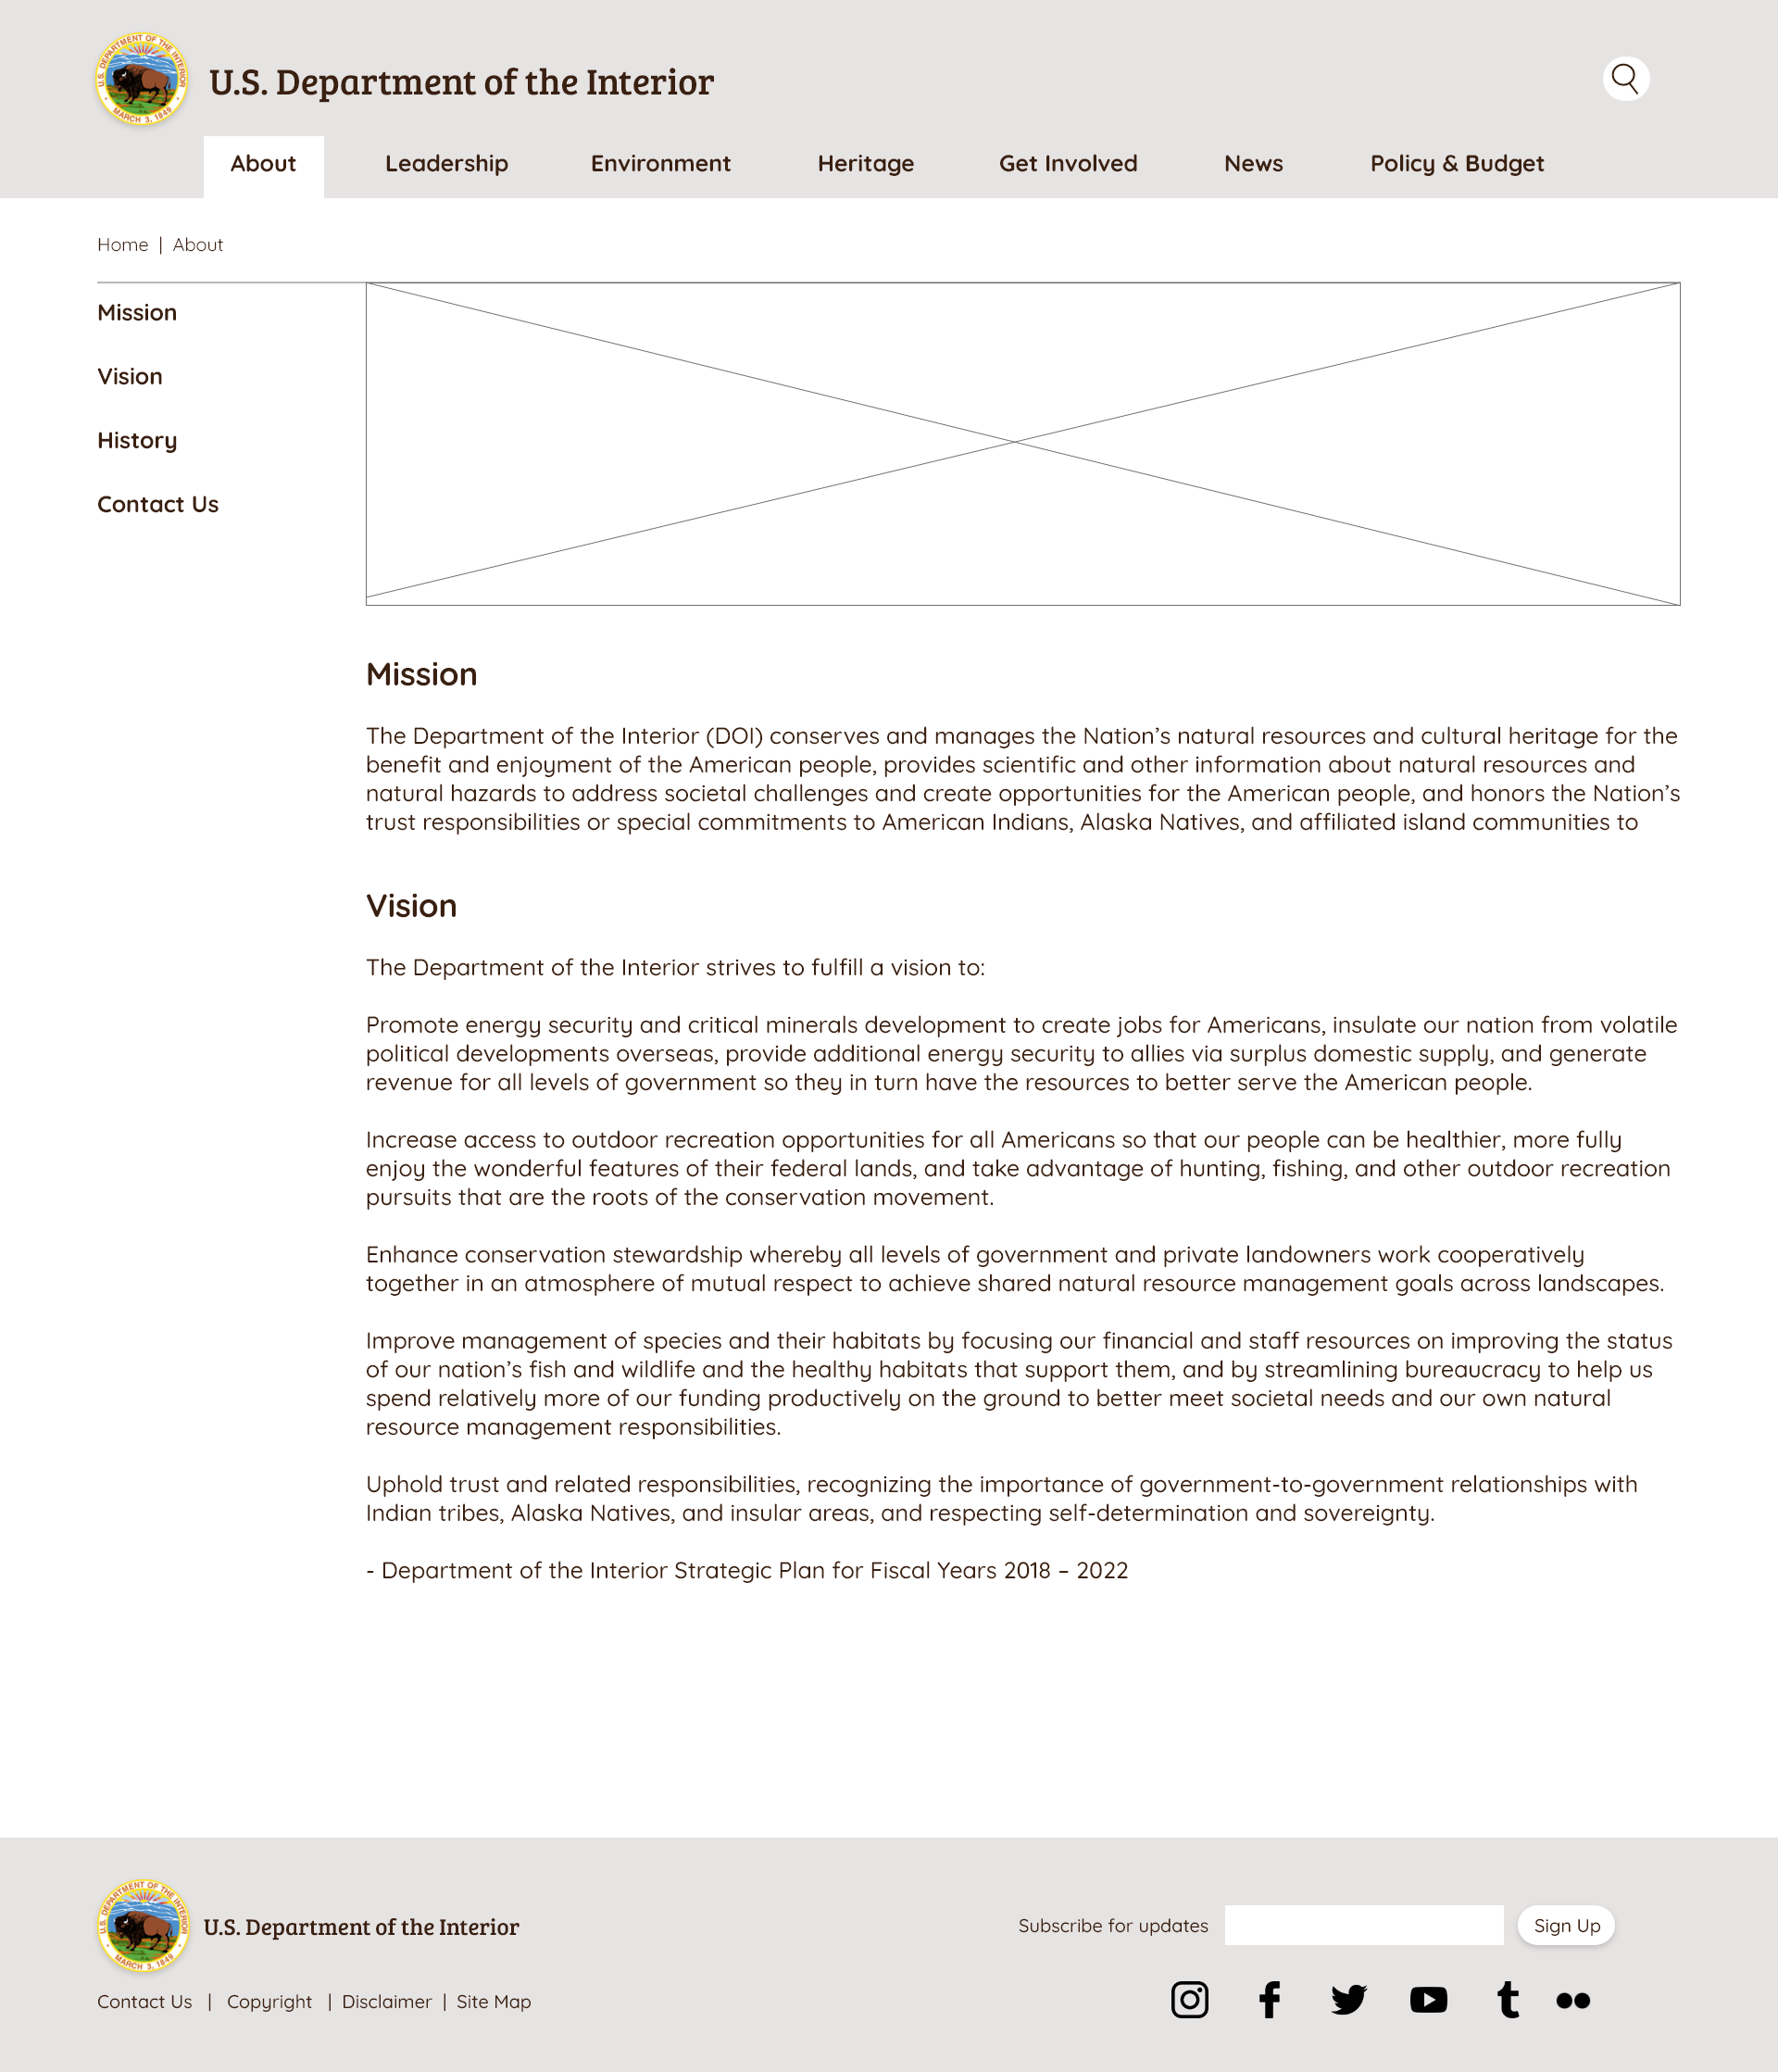 U.S. DEPARTMENT OF THE INTERIOR
MARCH 3, 1849
U.S. Department of the Interior
About Leadership Environment Heritage Get Involved News Policy & Budget
Home | About
Mission
Vision
History
Contact Us
Mission
The Department of the Interior (DOI) conserves and manages the Nation’s natural resources and cultural heritage for the
benefit and enjoyment of the American people, provides scientific and other information about natural resources and
natural hazards to address societal challenges and create opportunities for the American people, and honors the Nation’s
trust responsibilities or special commitments to American Indians, Alaska Natives, and affiliated island communities to
Vision
The Department of the Interior strives to fulfill a vision to:
Promote energy security and critical minerals development to create jobs for Americans, insulate our nation from volatile
political developments overseas, provide additional energy security to allies via surplus domestic supply, and generate
revenue for all levels of government so they in turn have the resources to better serve the American people.
Increase access to outdoor recreation opportunities for all Americans so that our people can be healthier, more fully
enjoy the wonderful features of their federal lands, and take advantage of hunting, fishing, and other outdoor recreation
pursuits that are the roots of the conservation movement.
Enhance conservation stewardship whereby all levels of government and private landowners work cooperatively
together in an atmosphere of mutual respect to achieve shared natural resource management goals across landscapes.
Improve management of species and their habitats by focusing our financial and staff resources on improving the status
of our nation’s fish and wildlife and the healthy habitats that support them, and by streamlining bureaucracy to help us
spend relatively more of our funding productively on the ground to better meet societal needs and our own natural
resource management responsibilities.
Uphold trust and related responsibilities, recognizing the importance of government-to-government relationships with
Indian tribes, Alaska Natives, and insular areas, and respecting self-determination and sovereignty.
- Department of the Interior Strategic Plan for Fiscal Years 2018 – 2022
U.S. DEPARTMENT OF THE INTERIOR
MARCH 3, 1849
U.S. Department of the Interior
Subscribe for updates Sign Up
Contact Us | Copyright | Disclaimer | Site Map